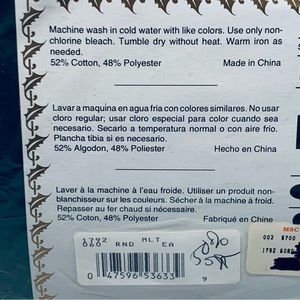 Machine wash in cold water with like colors. Use only non-
chlorine bleach. Tumble dry without heat. Warm iron as
needed.
52% Cotton, 48% Polyester Made in China
Lavar a maquina en agua fria con colores similares. No usar
cloro regular; usar cloro especial para color cuando sea
necesario. Secarlo a temperatura normal o con aire frio.
Plancha tibia si es necesario.
52% Algodon, 48% Poliester Hecho en China
Laver à la machine à l'eau froide. Utiliser un produit non-
blanchisseur sur les couleurs. Sécher à la machine à froid.
Repasser au fer chaud si nécessaire.
52% Coton, 48% Polyester Fabriqué en China
1792 MLT
007 RND EA
0 47596 53633 9
MSC
003 6700